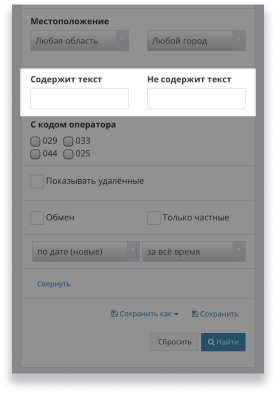 Местоположение
Любая область Любой город
Содержит текст Не содержит текст
С кодом оператора
029 033
044 025
Показывать удалённые
Обмен Только частные
по дате (новые) за всё время
Свернуть
Сохранить как Сохранить
Сбросить Найти